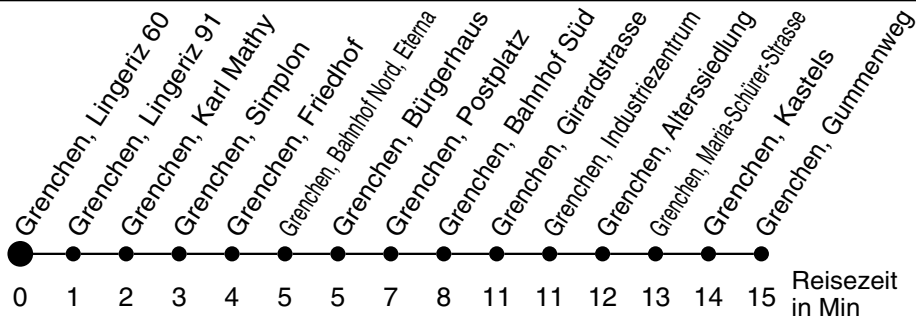 Grenchen, Lingeriz 60
Grenchen, Lingeriz 91
Grenchen, Karl Mathy
Grenchen, Simplon
Grenchen, Friedhof
Grenchen, Bahnhof Nord, Eterna
Grenchen, Bürgerhaus
Grenchen, Postplatz
Grenchen, Bahnhof Süd
Grenchen, Girardstrasse
Grenchen, Industriezentrum
Grenchen, Alterssiedlung
Grenchen, Maria-Schürer-Strasse
Grenchen, Kastels
Grenchen, Gummenweg
0 1 2 3 4 5 5 7 8 11 11 12 13 14 15
Reisezeit
in Min